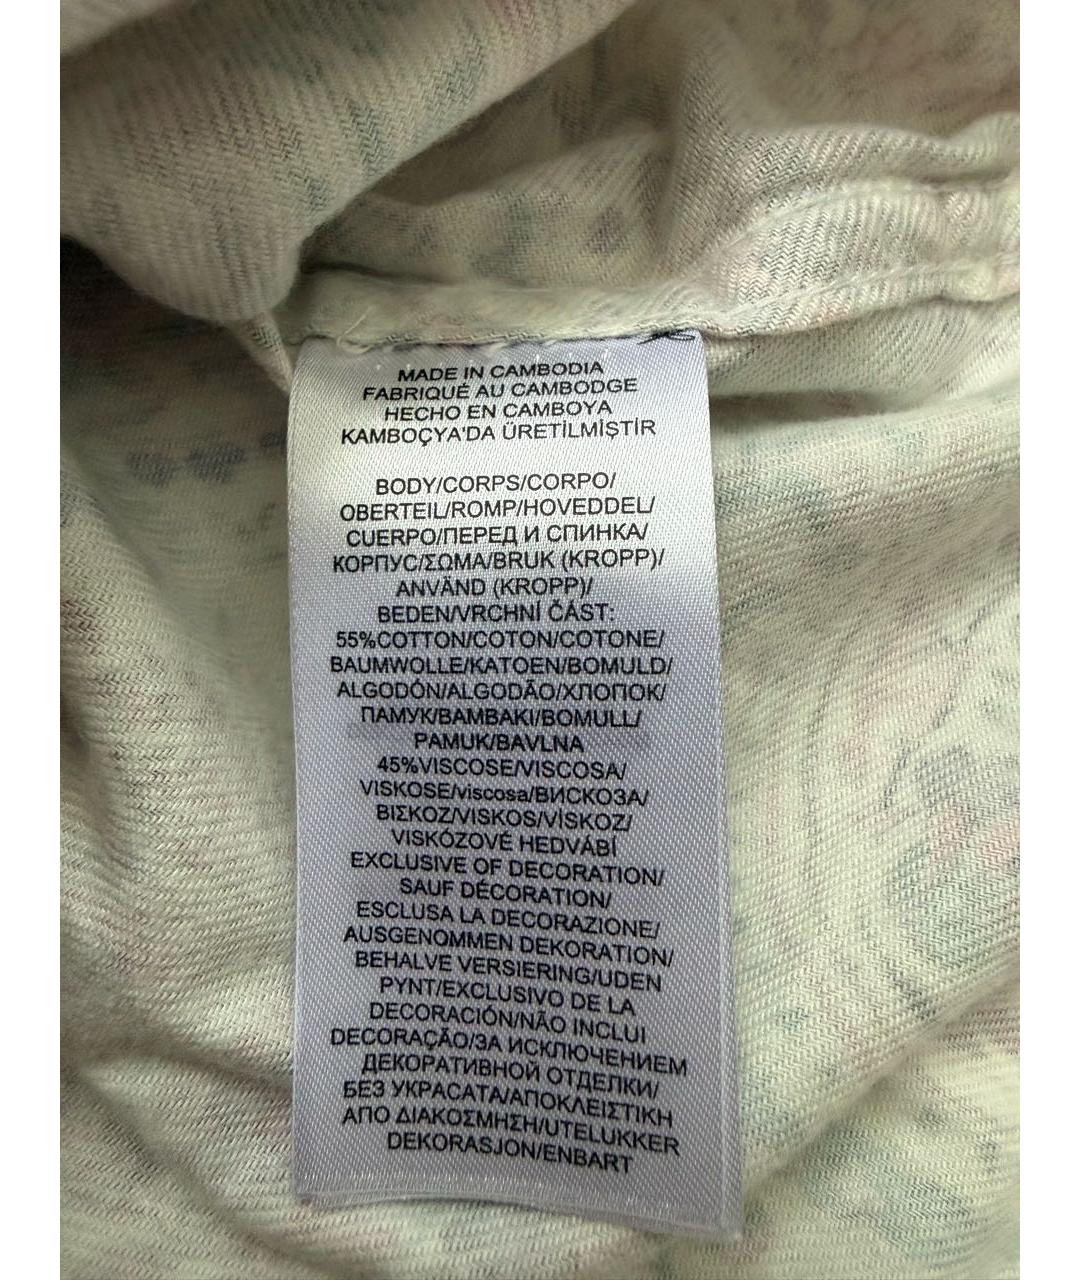 MADE IN CAMBODIA
FABRIQUÉ AU CAMBODGE
HECHO EN CAMBOYA
KAMBOÇYA'DA ÜRETİLMİŞTİR
BODY/CORPS/CORPO/
OBERTEIL/ROMP/HOVEDDEL/
CUERPO/ПЕРЕД И СПИНКА/
КОРПУС/ΣΩΜΑ/BRUK (KROPP)/
ANVÄND (KROPP)/
BEDEN/VRCHNÍ ČÁST:
55%COTTON/COTON/COTONE/
BAUMWOLLE/KATOEN/BOMULD/
ALGODÓN/ALGODÃO/ХЛОПОК/
ПАМУК/ΒΑΜΒΑΚΙ/BOMULL/
PAMUK/BAVLNA
45%VISCOSE/VISCOSA/
VISKOSE/viscosa/ВИСКОЗА/
ΒΙΣΚΟΖ/VISKOS/VİSKOZ/
VISKÓZOVÉ HEDVÁBÍ
EXCLUSIVE OF DECORATION/
SAUF DÉCORATION/
ESCLUSA LA DECORAZIONE/
AUSGENOMMEN DEKORATION/
BEHALVE VERSIERING/UDEN
PYNT/EXCLUSIVO DE LA
DECORACIÓN/NÃO INCLUI
DECORAÇÃO/ЗА ИСКЛЮЧЕНИЕМ
ДЕКОРАТИВНОЙ ОТДЕЛКИ/
БЕЗ УКРАСАТА/ΑΠΟΚΛΕΙΣΤΙΚΗ
ΑΠΟ ΔΙΑΚΟΣΜΗΣΗ/UTELUKKER
DEKORASJON/ENBART